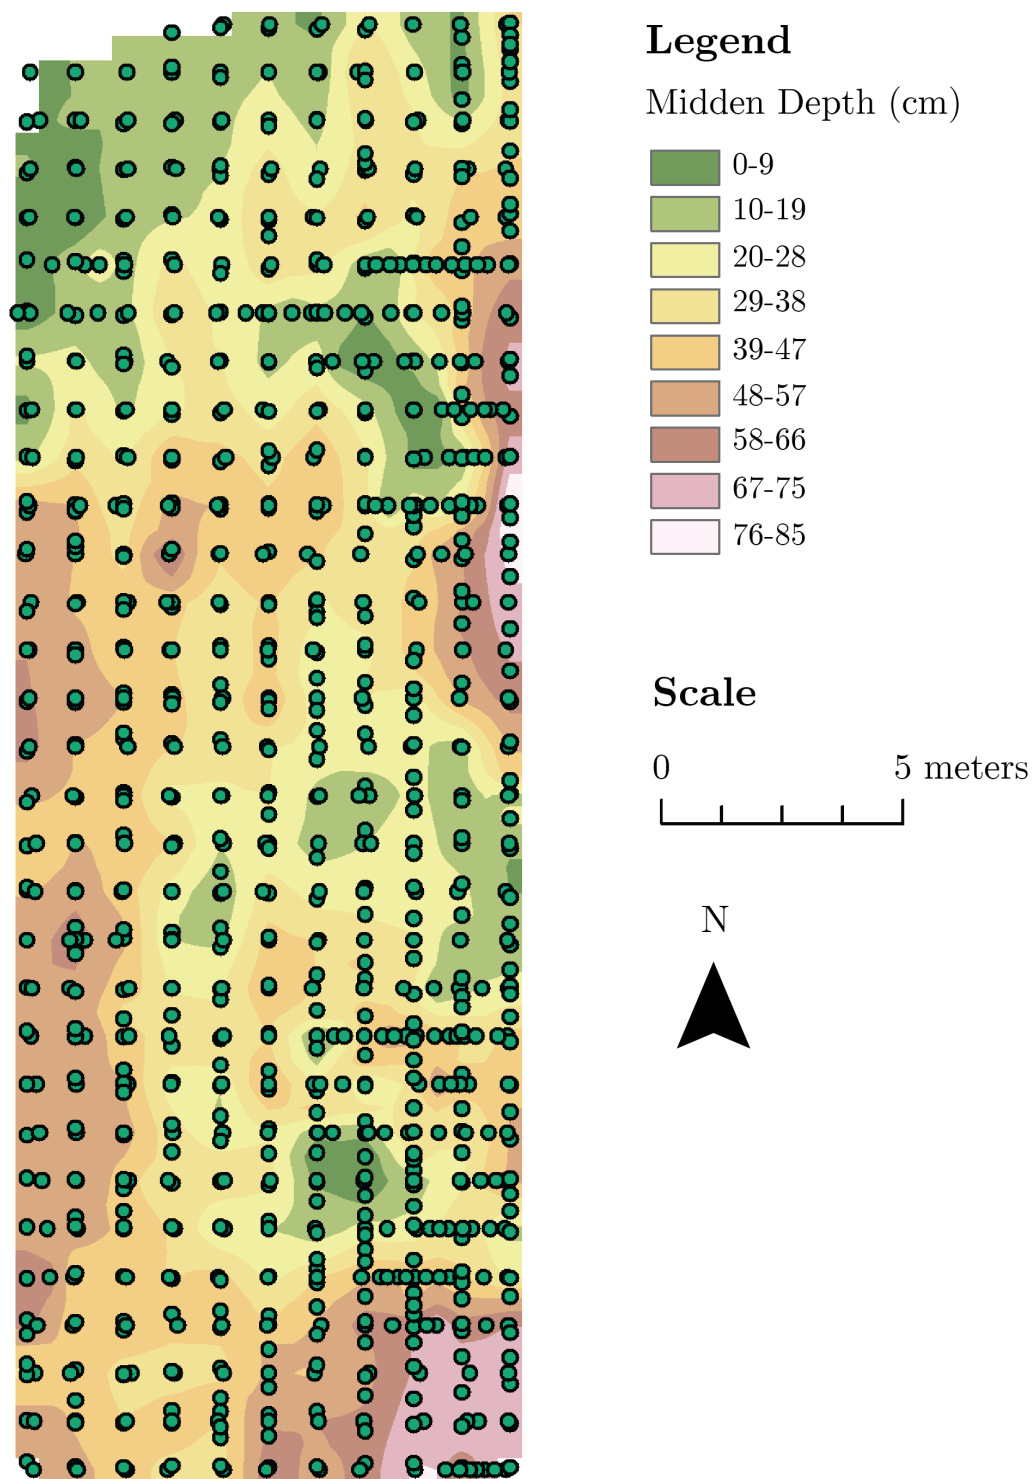 Legend
Midden Depth (cm)
0-9
10-19
20-28
29-38
39-47
48-57
58-66
67-75
76-85
Scale
0 5 meters
N